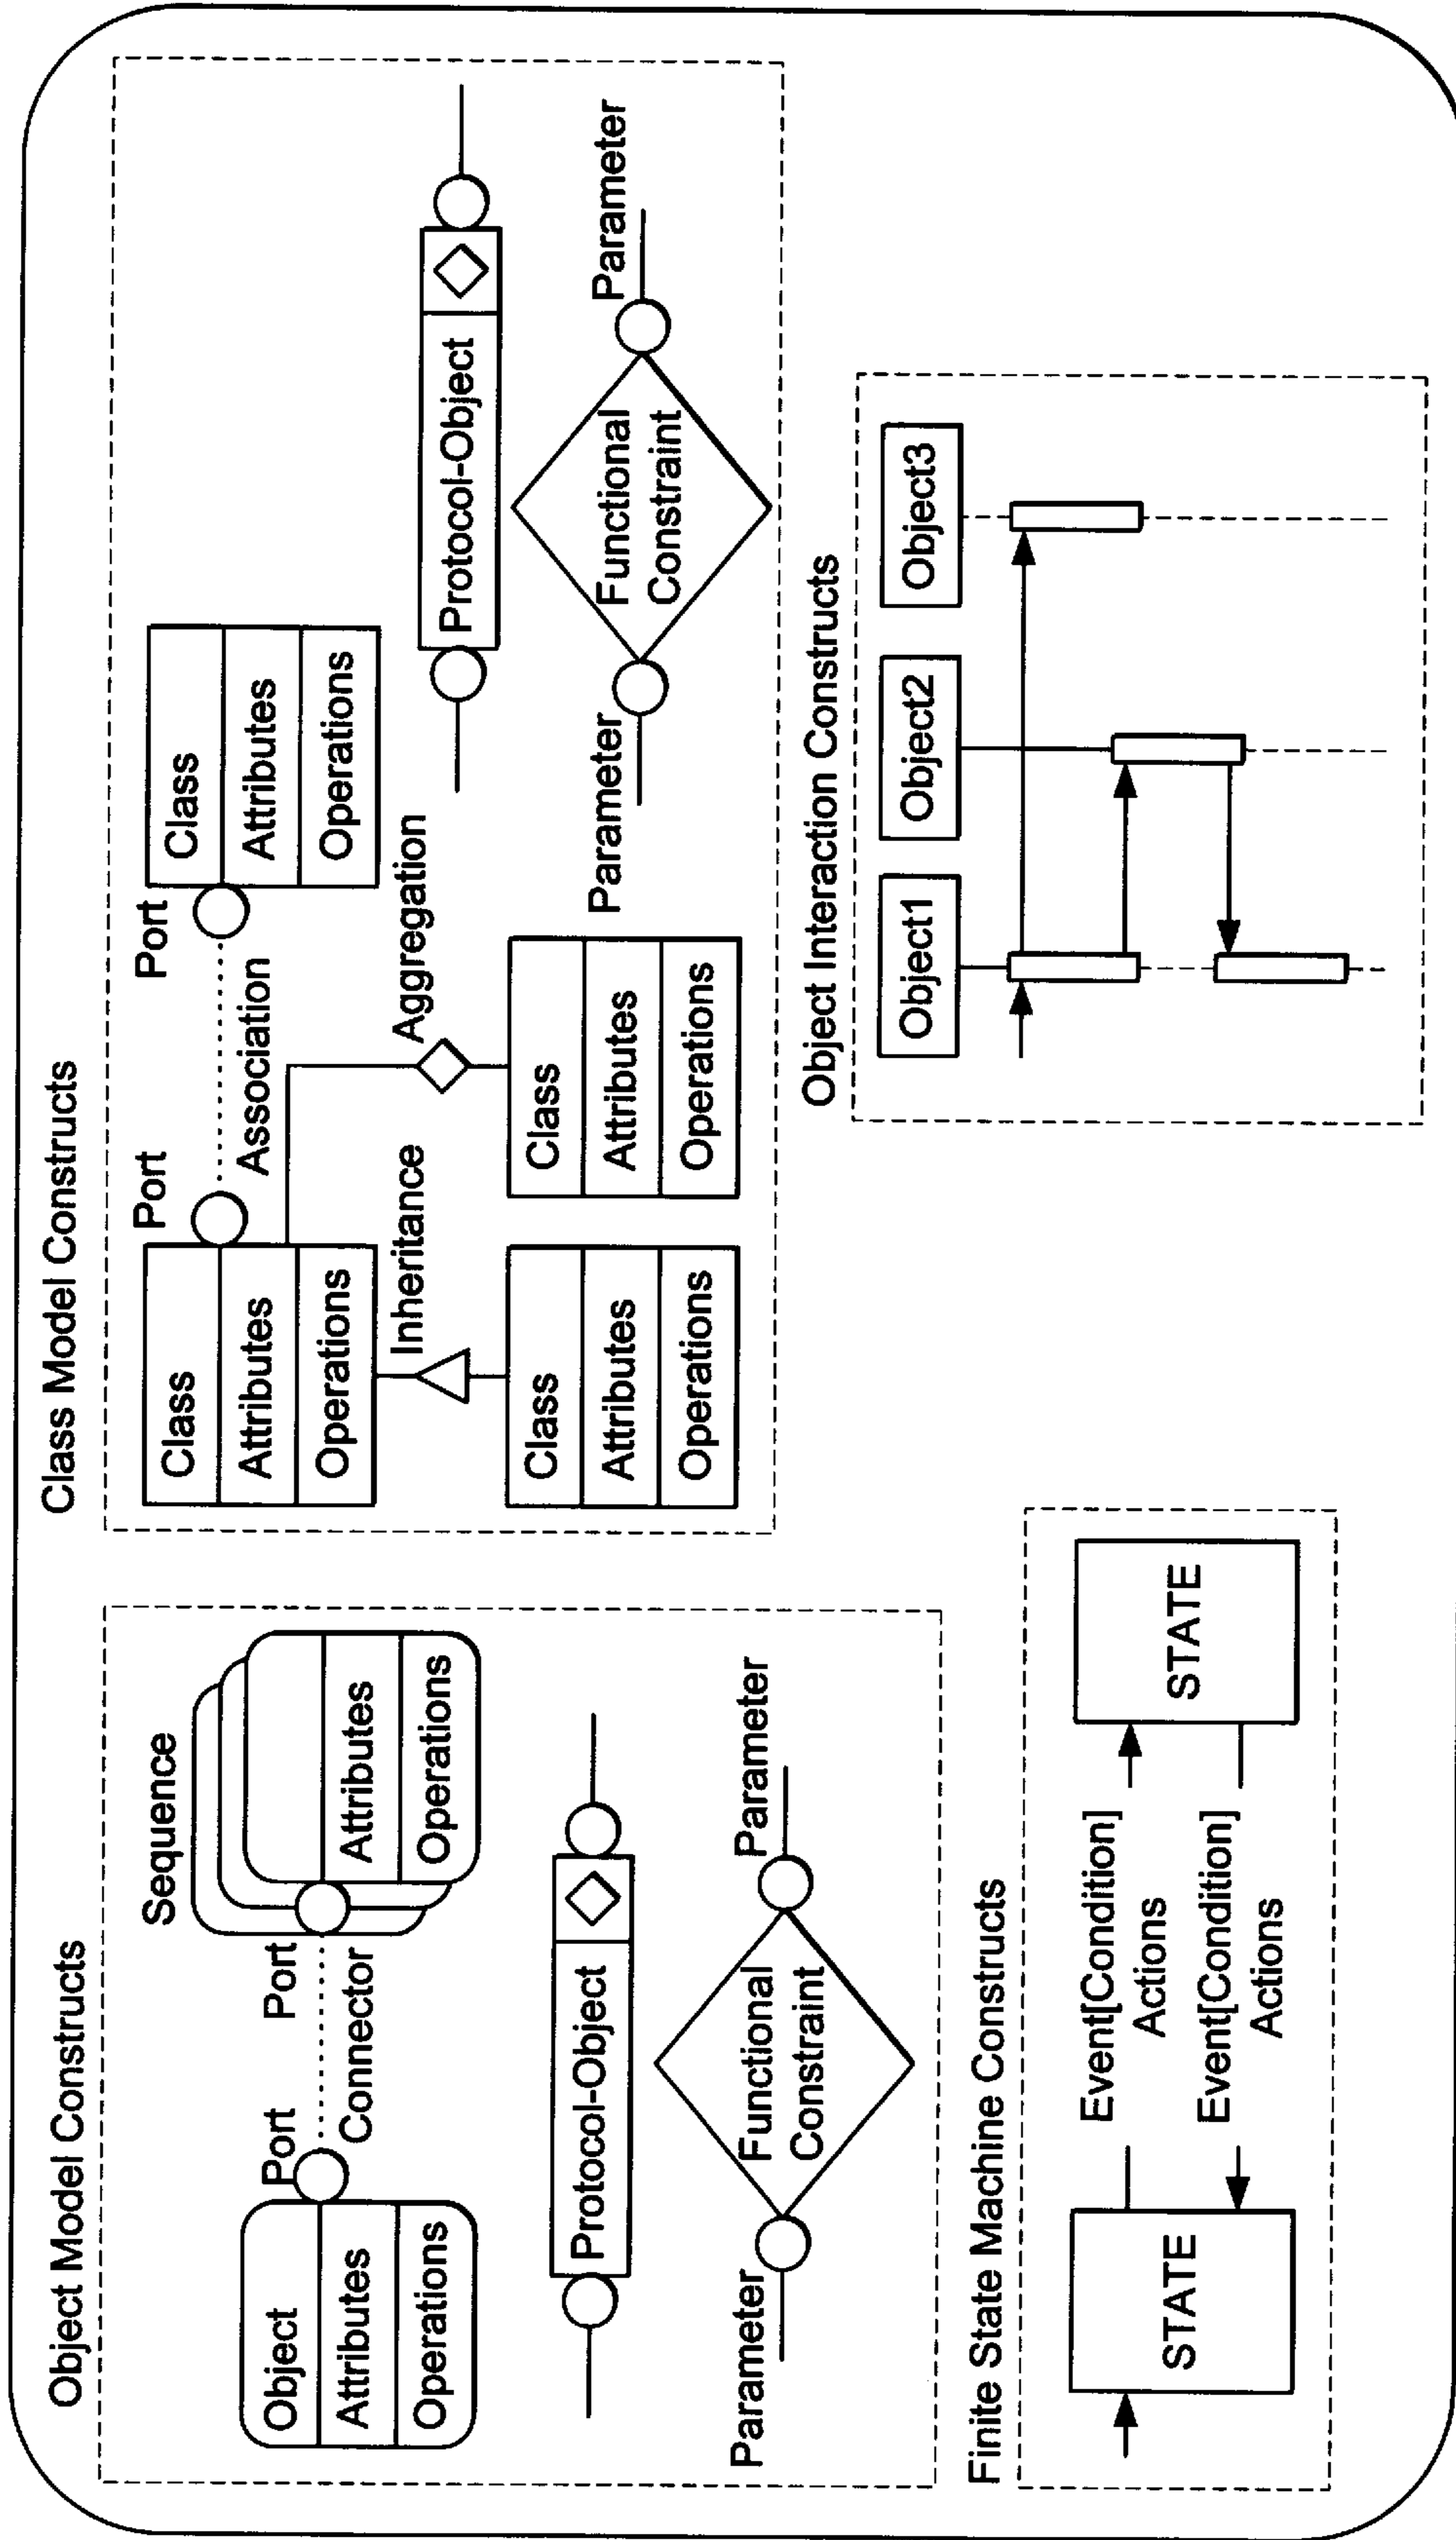 Object Model Constructs
Object
Attributes
Operations
Port
Connector
Port
Sequence
Attributes
Operations
Protocol-Object
Parameter
Functional
Constraint
Parameter
Class Model Constructs
Class
Attributes
Operations
Port
Association
Port
Class
Attributes
Operations
Inheritance
Aggregation
Class
Attributes
Operations
Class
Attributes
Operations
Protocol-Object
Parameter
Functional
Constraint
Parameter
Finite State Machine Constructs
STATE
Event[Condition]
Actions
Event[Condition]
Actions
STATE
Object Interaction Constructs
Object1
Object2
Object3